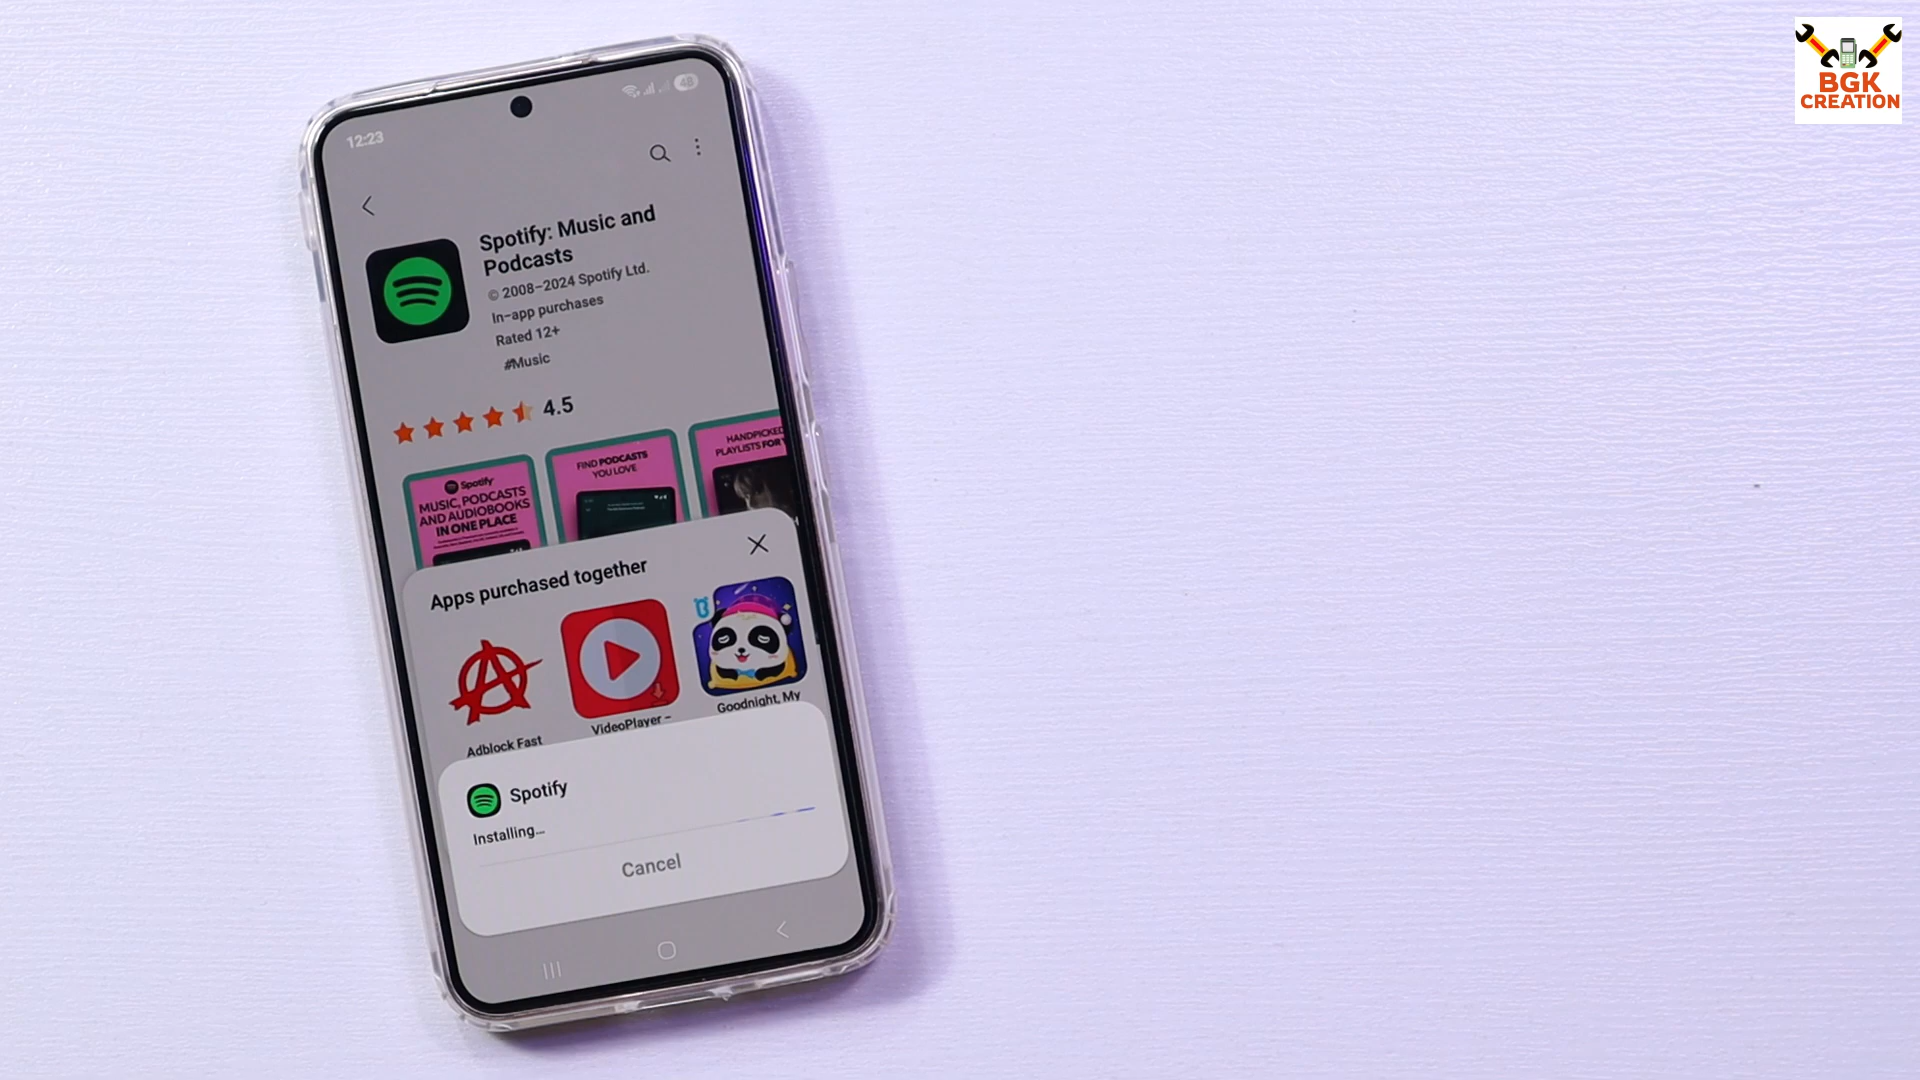 BGK
CREATION
12:23
48
Spotify: Music and
Podcasts
© 2008–2024 Spotify Ltd.
In-app purchases
Rated 12+
#Music
4.5
Spotify
MUSIC, PODCASTS
AND AUDIOBOOKS
IN ONE PLACE
FIND PODCASTS
YOU LOVE
HANDPICKED
PLAYLISTS FOR
Apps purchased together
Adblock Fast
VideoPlayer –
Goodnight, My
Spotify
Installing...
Cancel